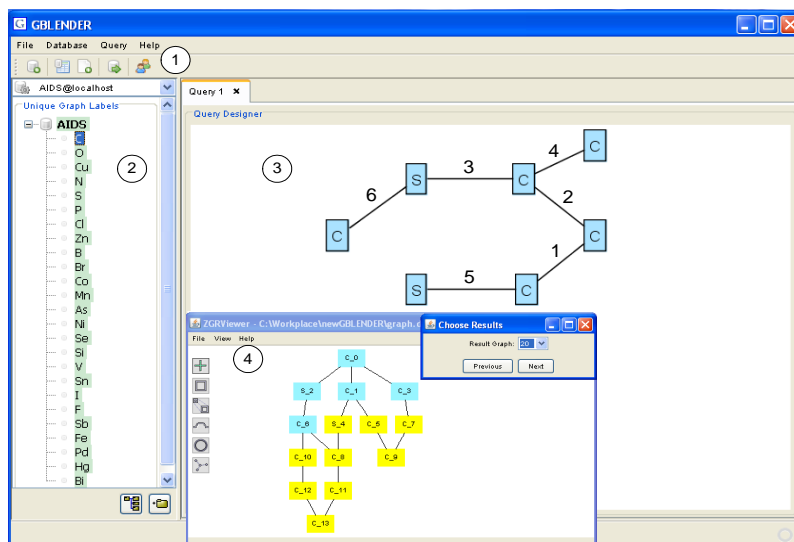 GBLENDER
File Database Query Help
1
AIDS@localhost
Query 1
Unique Graph Labels
AIDS
C
O
Cu
N
S
P
Cl
Zn
B
Br
Co
Mn
As
Ni
Se
Si
V
Sn
I
F
Sb
Fe
Pd
Hg
Bi
2
Query Designer
3
C
4
S
3
C
6
2
C
C
1
S
5
C
ZGRViewer - C:\Workplace\newGBLENDER\graph.
File View Help
4
C_0
S_2
C_1
C_3
C_6
S_4
C_5
C_7
C_10
C_8
C_9
C_12
C_11
C_13
Choose Results
Result Graph: 20
Previous
Next